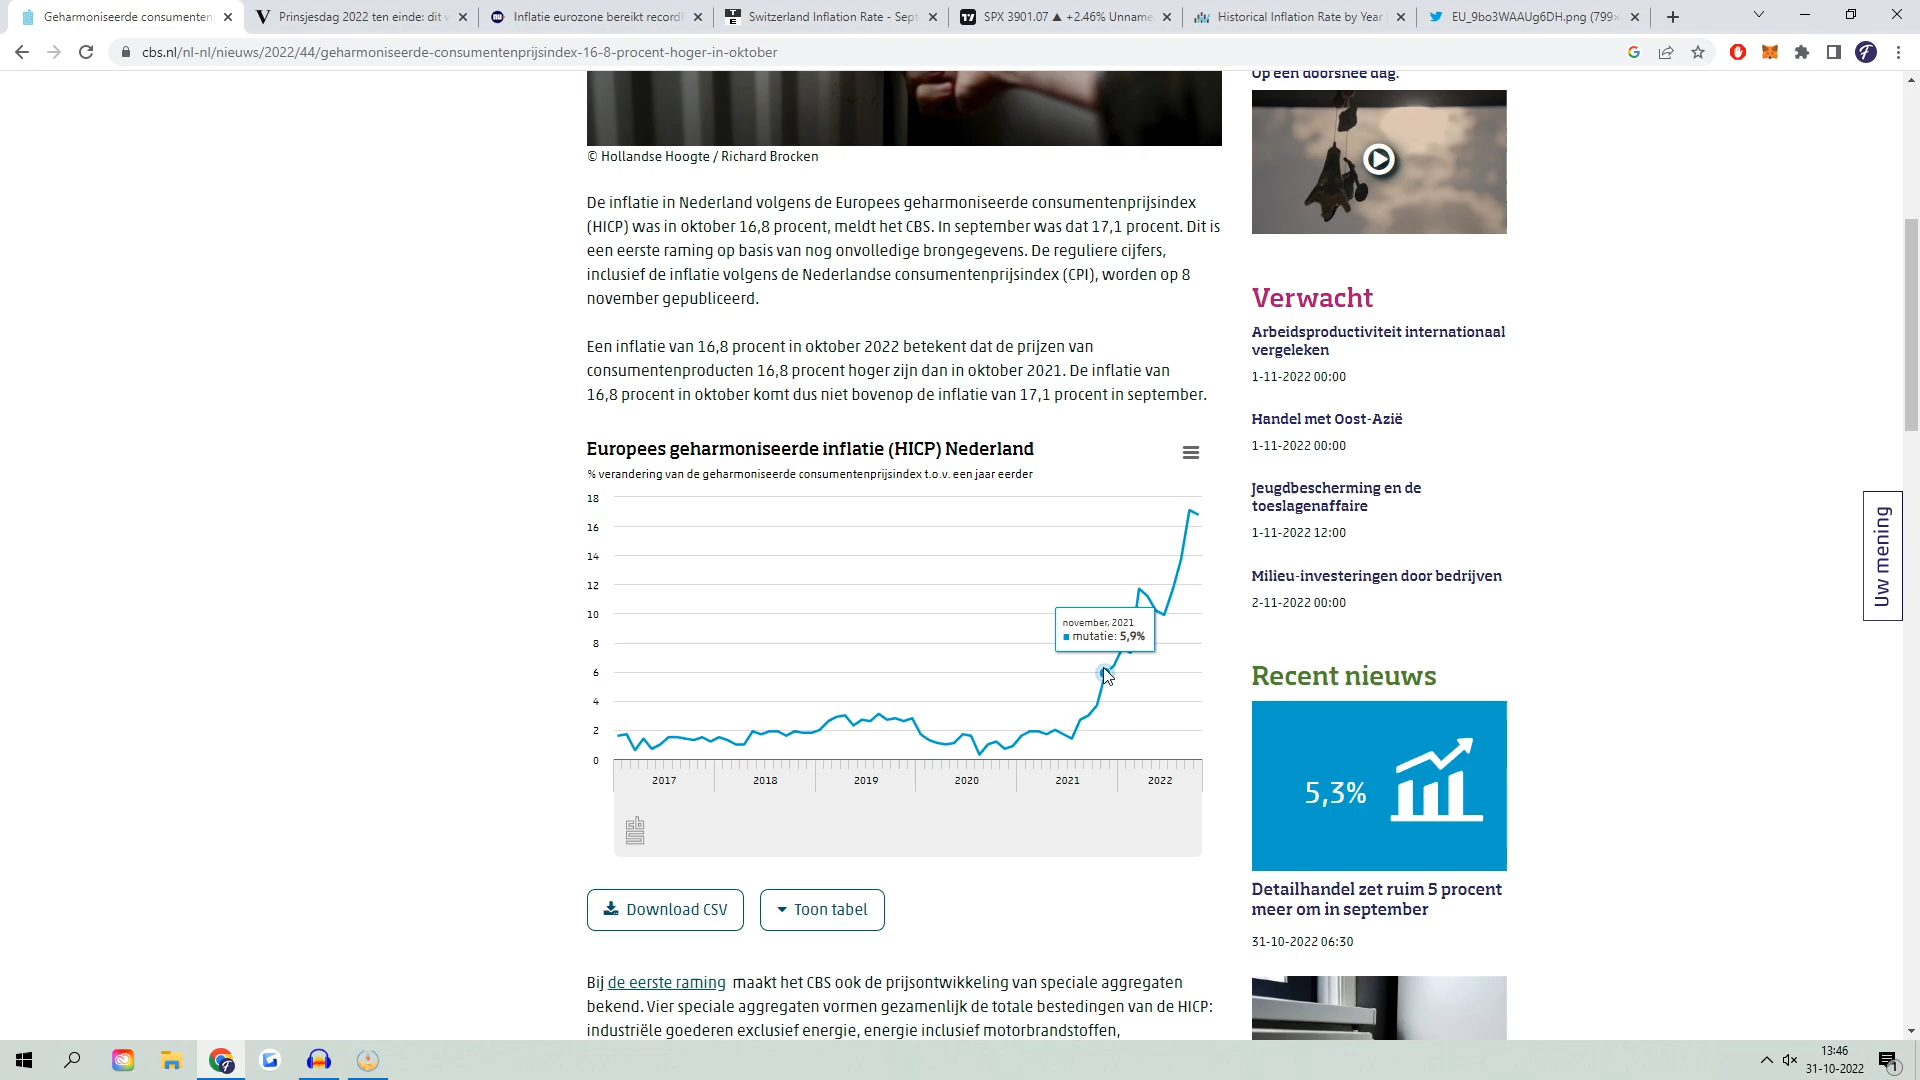 Geharmoniseerde consumenten
Prinsjesdag 2022 ten einde: dit v
Inflatie eurozone bereikt recordh
Switzerland Inflation Rate - Sept
SPX 3901.07 ▲ +2.46% Unname
Historical Inflation Rate by Year
EU_9bo3WAAUg6DH.png (799×
cbs.nl/nl-nl/nieuws/2022/44/geharmoniseerde-consumentenprijsindex-16-8-procent-hoger-in-oktober
Op een doorsnee dag.
© Hollandse Hoogte / Richard Brocken
De inflatie in Nederland volgens de Europees geharmoniseerde consumentenprijsindex
(HICP) was in oktober 16,8 procent, meldt het CBS. In september was dat 17,1 procent. Dit is
een eerste raming op basis van nog onvolledige brongegevens. De reguliere cijfers,
inclusief de inflatie volgens de Nederlandse consumentenprijsindex (CPI), worden op 8
november gepubliceerd.
Een inflatie van 16,8 procent in oktober 2022 betekent dat de prijzen van
consumentenproducten 16,8 procent hoger zijn dan in oktober 2021. De inflatie van
16,8 procent in oktober komt dus niet bovenop de inflatie van 17,1 procent in september.
Europees geharmoniseerde inflatie (HICP) Nederland
% verandering van de geharmoniseerde consumentenprijsindex t.o.v. een jaar eerder
18
16
14
12
10
8
6
4
2
0
november, 2021
mutatie: 5,9%
2017
2018
2019
2020
2021
2022
cbs
Download CSV
Toon tabel
Bij de eerste raming maakt het CBS ook de prijsontwikkeling van speciale aggregaten
bekend. Vier speciale aggregaten vormen gezamenlijk de totale bestedingen van de HICP:
industriële goederen exclusief energie, energie inclusief motorbrandstoffen,
Verwacht
Arbeidsproductiviteit internationaal
vergeleken
1-11-2022 00:00
Handel met Oost-Azië
1-11-2022 00:00
Jeugdbescherming en de
toeslagenaffaire
1-11-2022 12:00
Milieu-investeringen door bedrijven
2-11-2022 00:00
Recent nieuws
5,3%
Detailhandel zet ruim 5 procent
meer om in september
31-10-2022 06:30
Uw mening
13:46
31-10-2022
1